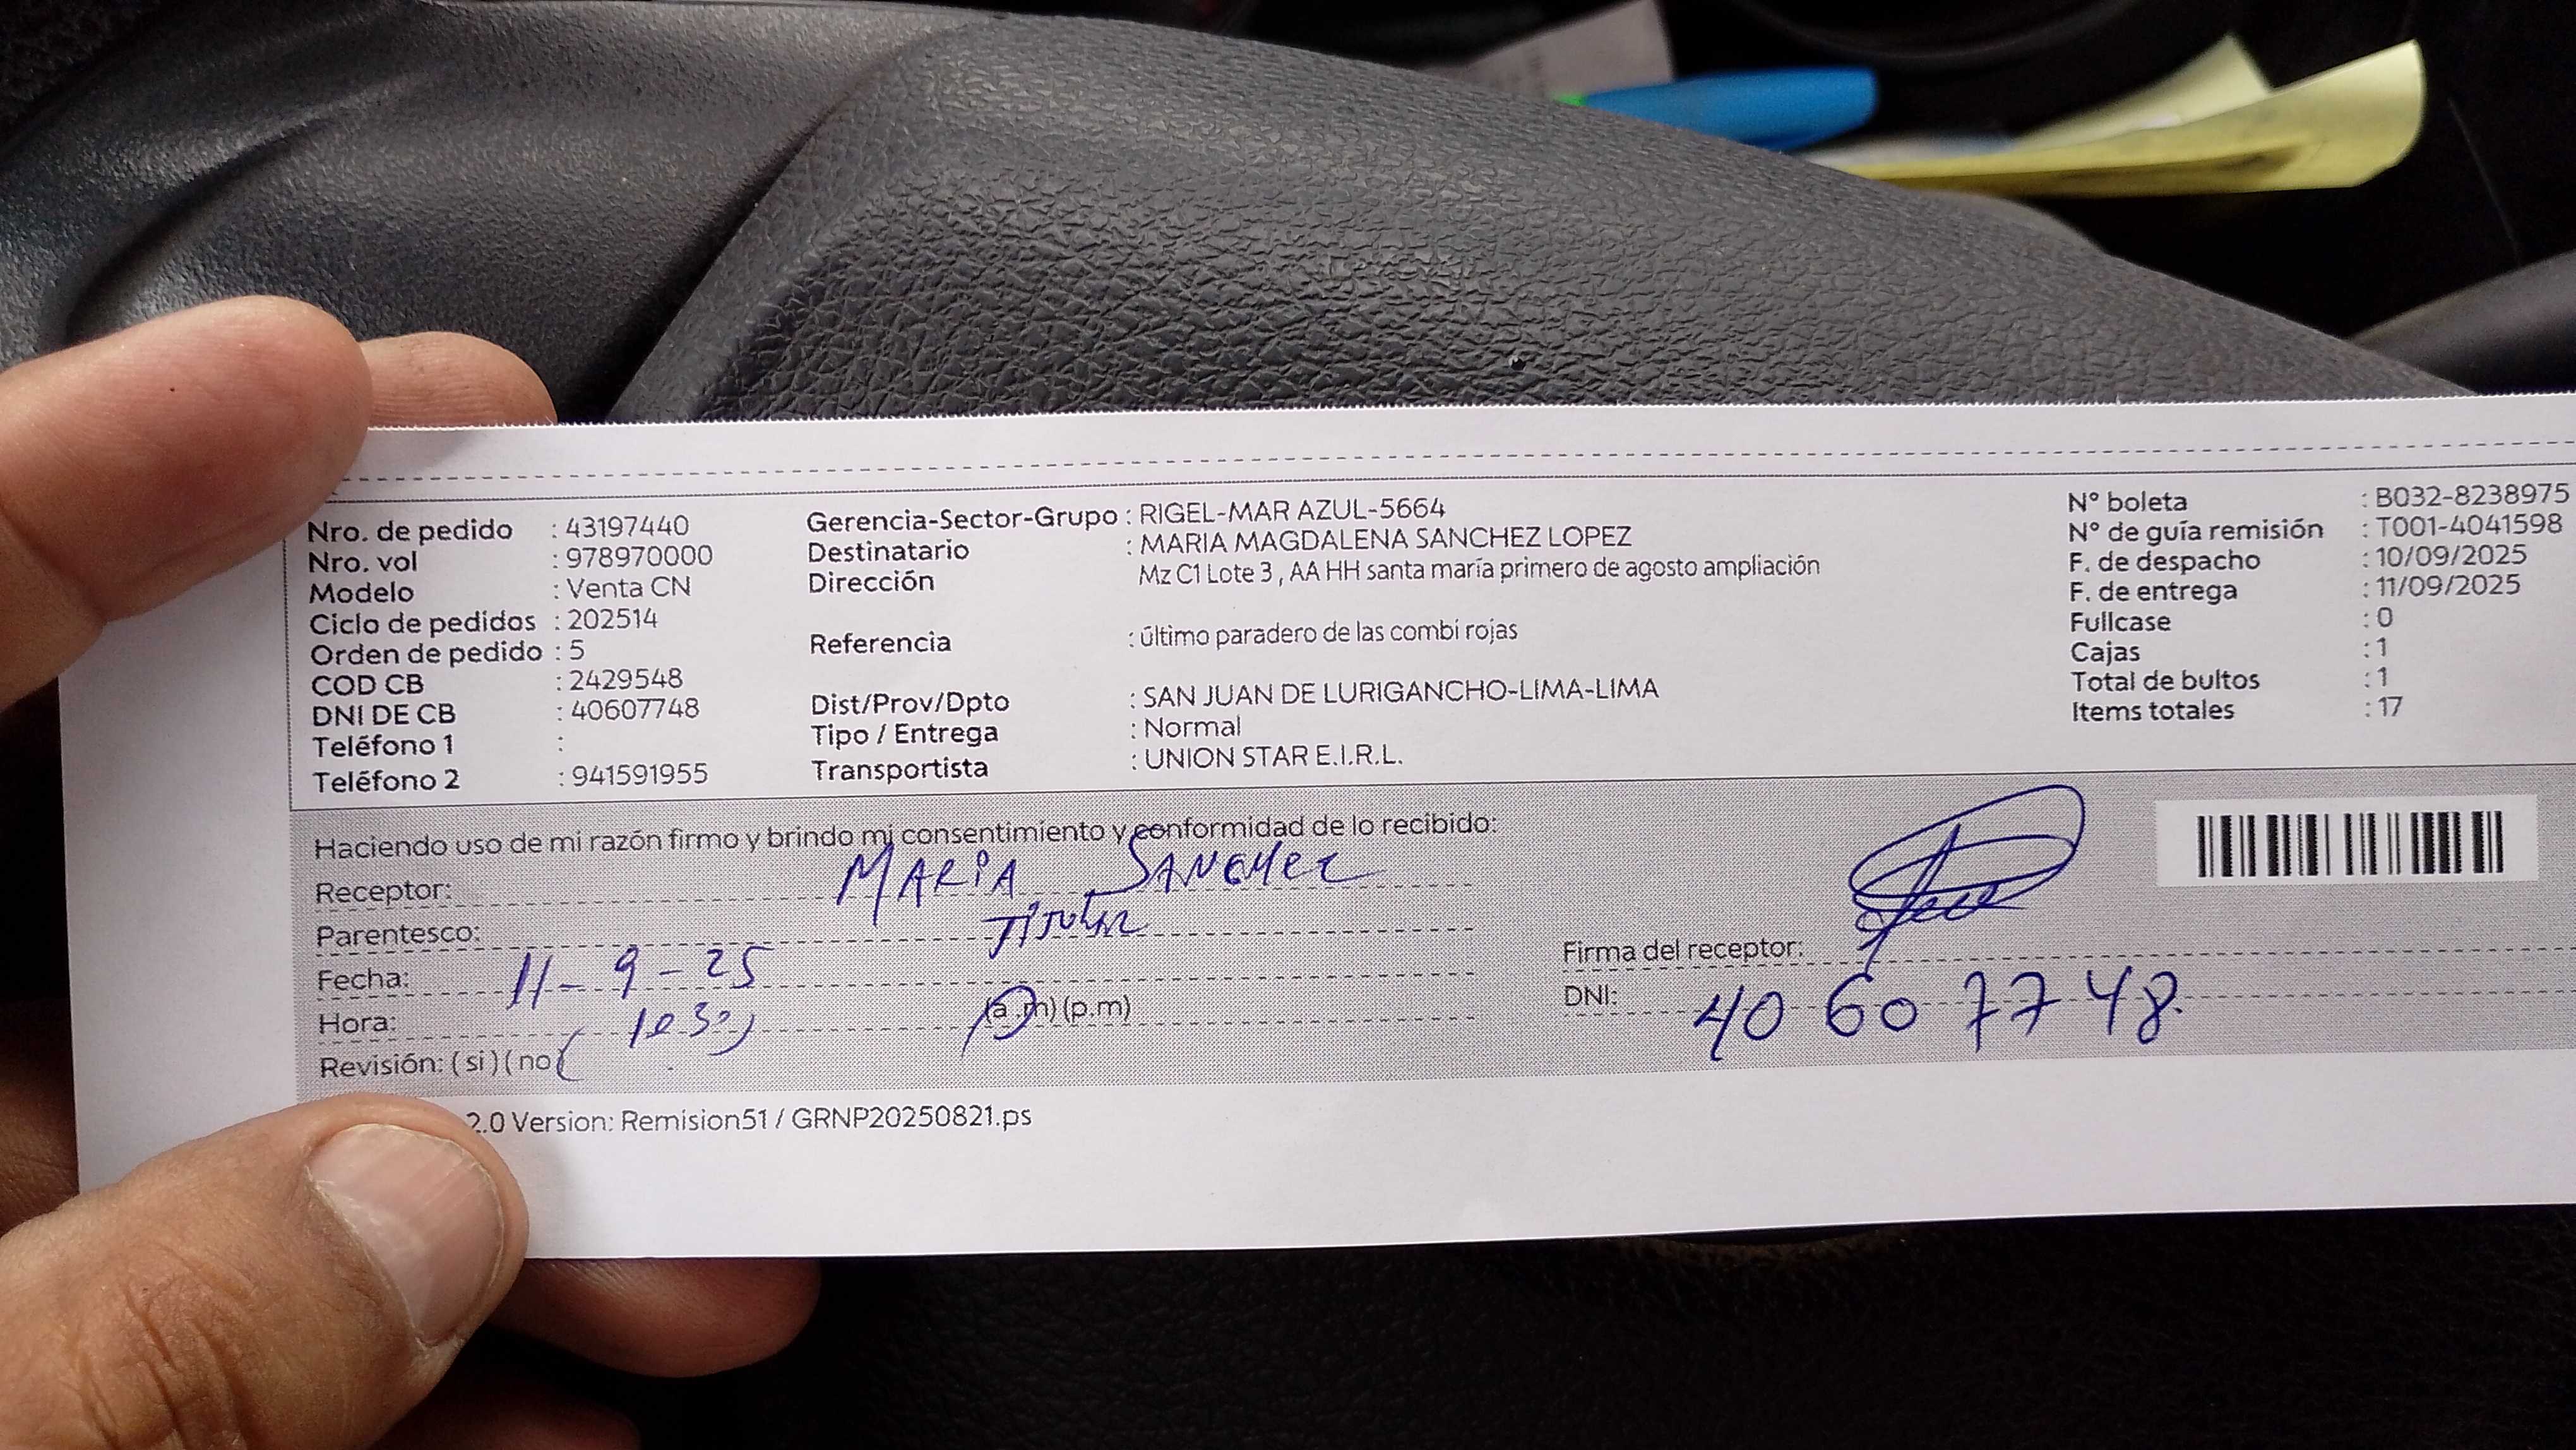 Nro. de pedido : 43197440
Nro. vol : 978970000
Modelo : Venta CN
Ciclo de pedidos : 202514
Orden de pedido : 5
COD CB : 2429548
DNI DE CB : 40607748
Teléfono 1 :
Teléfono 2 : 941591955
Gerencia-Sector-Grupo : RIGEL-MAR AZUL-5664
Destinatario : MARIA MAGDALENA SANCHEZ LOPEZ
Dirección Mz C1 Lote 3 , AA HH santa maría primero de agosto ampliación
Referencia : último paradero de las combi rojas
Dist/Prov/Dpto : SAN JUAN DE LURIGANCHO-LIMA-LIMA
Tipo / Entrega : Normal
Transportista : UNION STAR E.I.R.L.
N° boleta : B032-8238975
N° de guía remisión : T001-4041598
F. de despacho : 10/09/2025
F. de entrega : 11/09/2025
Fullcase : 0
Cajas : 1
Total de bultos : 1
Items totales : 17
Haciendo uso de mi razón firmo y brindo mi consentimiento y conformidad de lo recibido:
Receptor: MARIA SANCHEZ
Parentesco: TITULAR
Fecha: 11-9-25
Hora: 10 30 (a.m) (p.m)
Revisión: ( si ) ( no (
Firma del receptor:
DNI: 40607748.
2.0 Version: Remision51 / GRNP20250821.ps